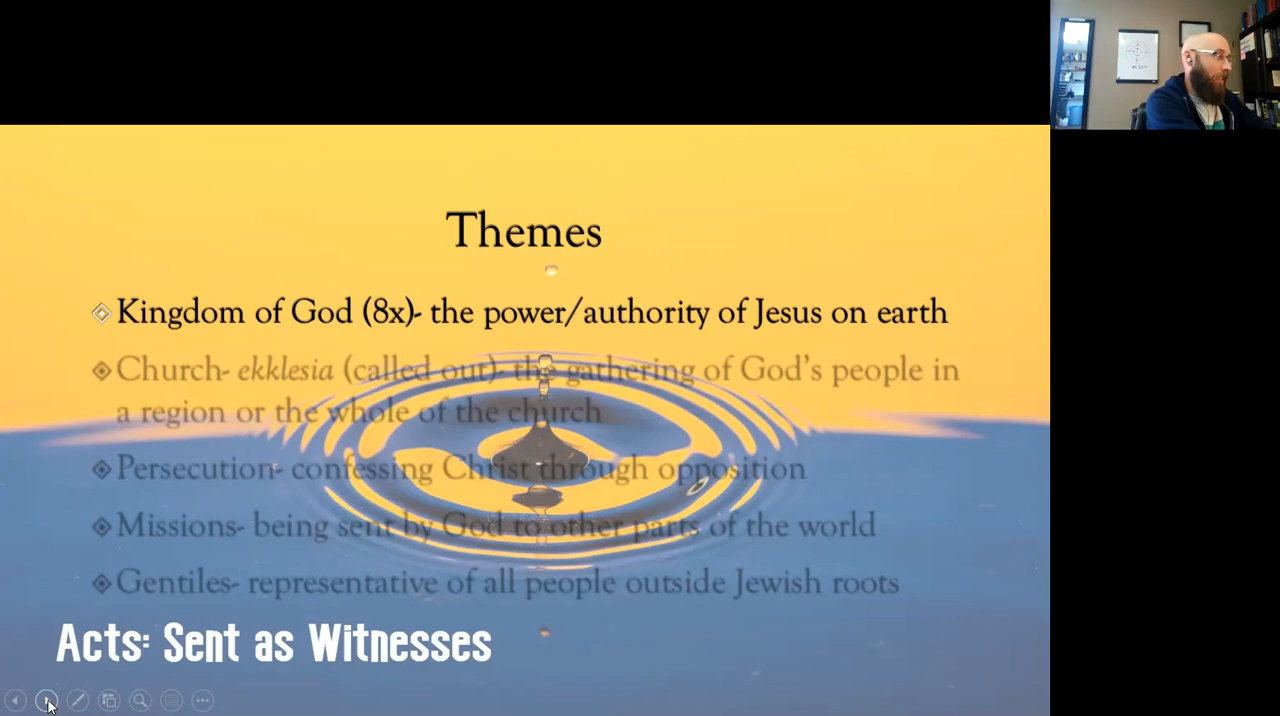 Themes
Kingdom of God (8x)- the power/authority of Jesus on earth
Church- ekklesia (called out)- the gathering of God's people in
a region or the whole of the church
Persecution- confessing Christ through opposition
Missions- being sent by God to other parts of the world
Gentiles- representative of all people outside Jewish roots
Acts: Sent as Witnesses